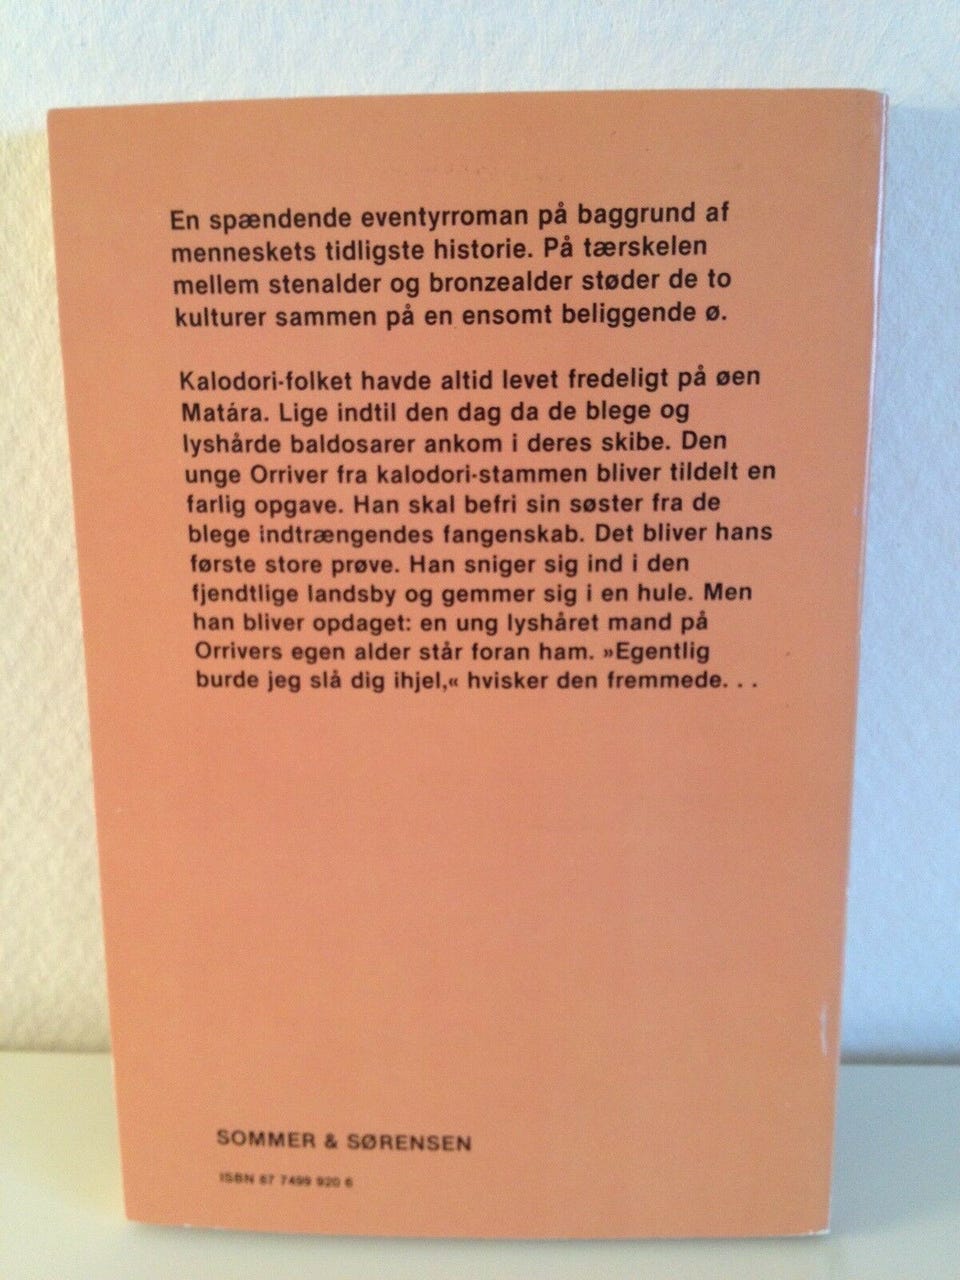 En spændende eventyrroman på baggrund af
menneskets tidligste historie. På tærskelen
mellem stenalder og bronzealder støder de to
kulturer sammen på en ensomt beliggende ø.
Kalodori-folket havde altid levet fredeligt på øen
Matára. Lige indtil den dag da de blege og
lyshårde baldosarer ankom i deres skibe. Den
unge Orriver fra kalodori-stammen bliver tildelt en
farlig opgave. Han skal befri sin søster fra de
blege indtrængendes fangenskab. Det bliver hans
første store prøve. Han sniger sig ind i den
fjendtlige landsby og gemmer sig i en hule. Men
han bliver opdaget: en ung lyshåret mand på
Orrivers egen alder står foran ham. »Egentlig
burde jeg slå dig ihjel,« hvisker den fremmede. . .
SOMMER & SØRENSEN
ISBN 87 7499 920 6